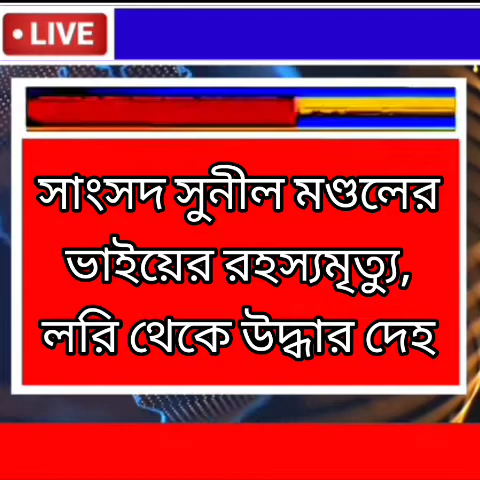 LIVE
সাংসদ সুনীল মণ্ডলের
ভাইয়ের রহস্যমৃত্যু,
লরি থেকে উদ্ধার দেহ